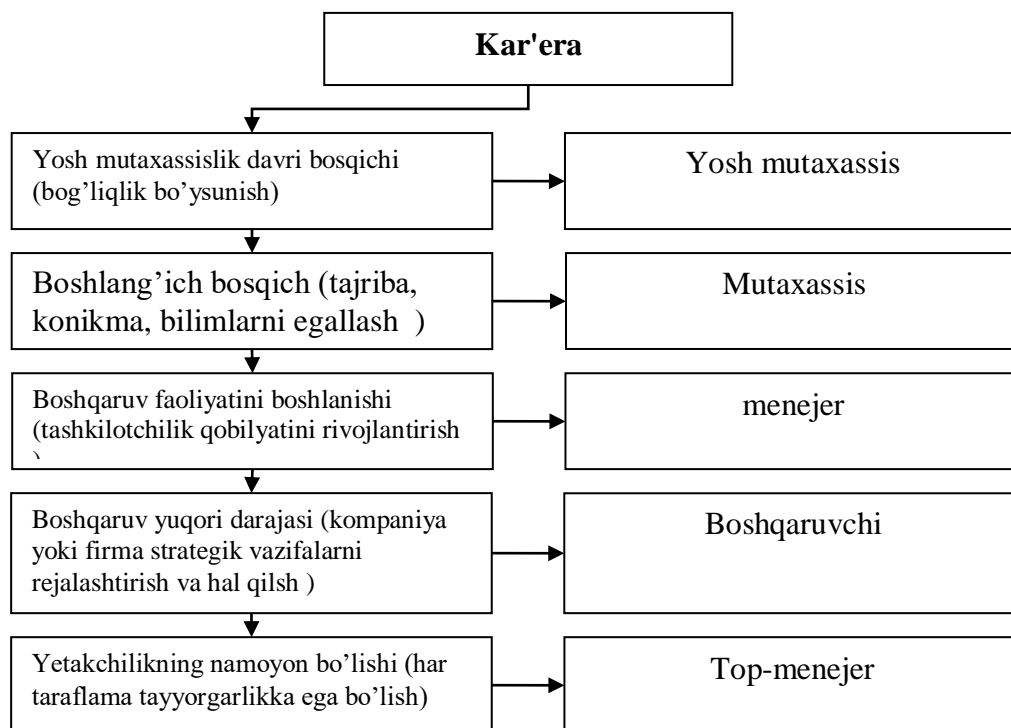 Kar'era
Yosh mutaxassislik davri bosqichi
(bog’liqlik bo’ysunish)
Yosh mutaxassis
Boshlang’ich bosqich (tajriba,
konikma, bilimlarni egallash )
Mutaxassis
Boshqaruv faoliyatini boshlanishi
(tashkilotchilik qobilyatini rivojlantirish
)
menejer
Boshqaruv yuqori darajasi (kompaniya
yoki firma strategik vazifalarni
rejalashtirish va hal qilsh )
Boshqaruvchi
Yetakchilikning namoyon bo’lishi (har
taraflama tayyorgarlikka ega bo’lish)
Top-menejer